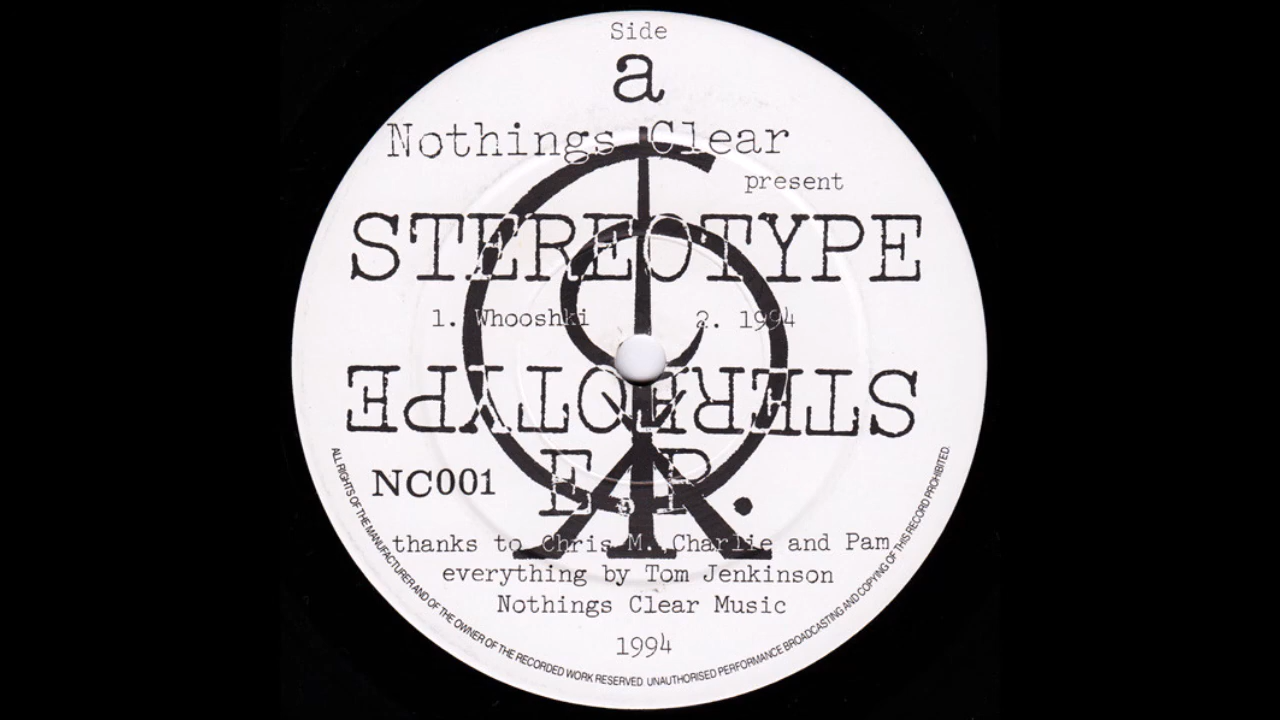 Side
a
Nothings Clear
present
STEREOTYPE
1. Whooshki 2. 1994
STEREOTYPE
E.P.
NC001
thanks to Chris M. Charlie and Pam
everything by Tom Jenkinson
Nothings Clear Music
1994
ALL RIGHTS OF THE MANUFACTURER AND OF THE OWNER OF THE RECORDED WORK RESERVED. UNAUTHORISED PERFORMANCE BROADCASTING AND COPYING OF THIS RECORD PROHIBITED.